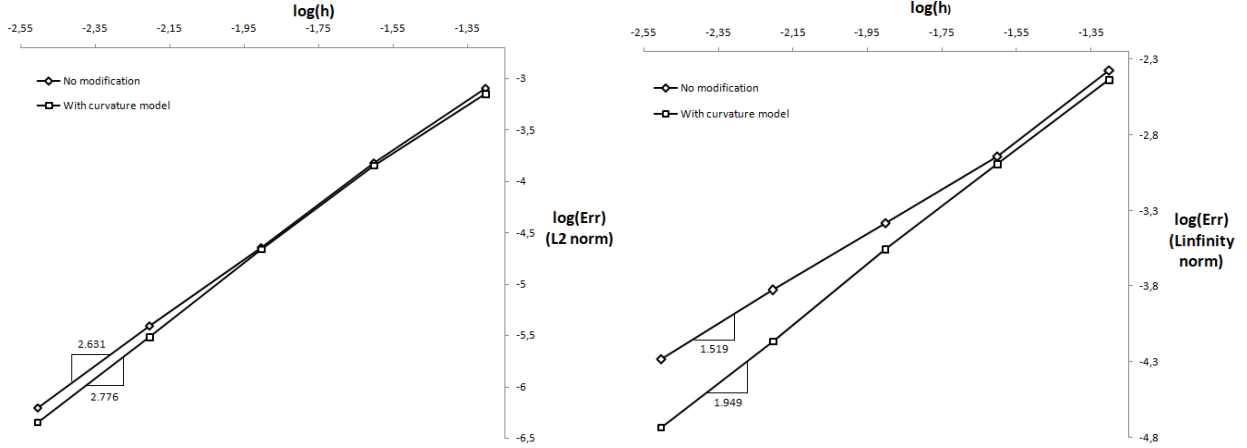 log(h)
-2,55 -2,35 -2,15 -1,95 -1,75 -1,55 -1,35
No modification
With curvature model
-3
-3,5
-4
-4,5
-5
-5,5
-6
-6,5
log(Err)
(L2 norm)
2.631
2.776
log(h)
-2,55 -2,35 -2,15 -1,95 -1,75 -1,55 -1,35
No modification
With curvature model
-2,3
-2,8
-3,3
-3,8
-4,3
-4,8
log(Err)
(Linfinity
norm)
1.519
1.949